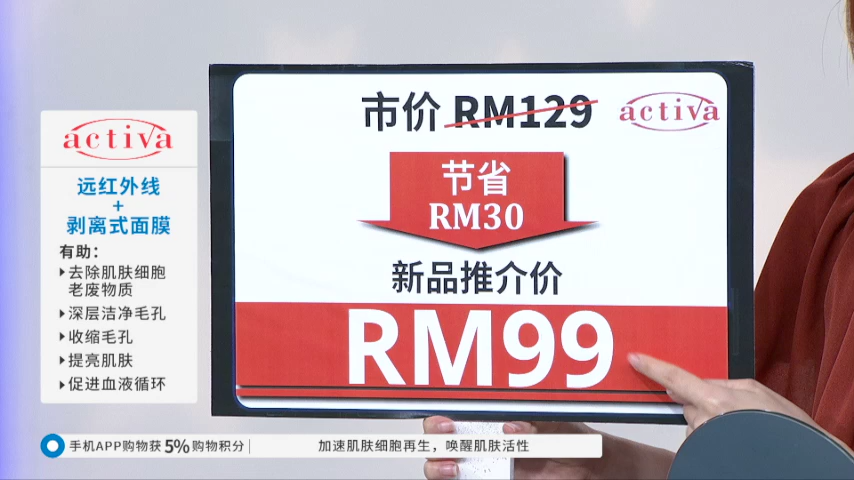 activa
远红外线
+
剥离式面膜
有助：
去除肌肤细胞
老废物质
深层洁净毛孔
收缩毛孔
提亮肌肤
促进血液循环
市价 RM129
activa
节省
RM30
新品推介价
RM99
手机APP购物获 5% 购物积分
加速肌肤细胞再生，唤醒肌肤活性